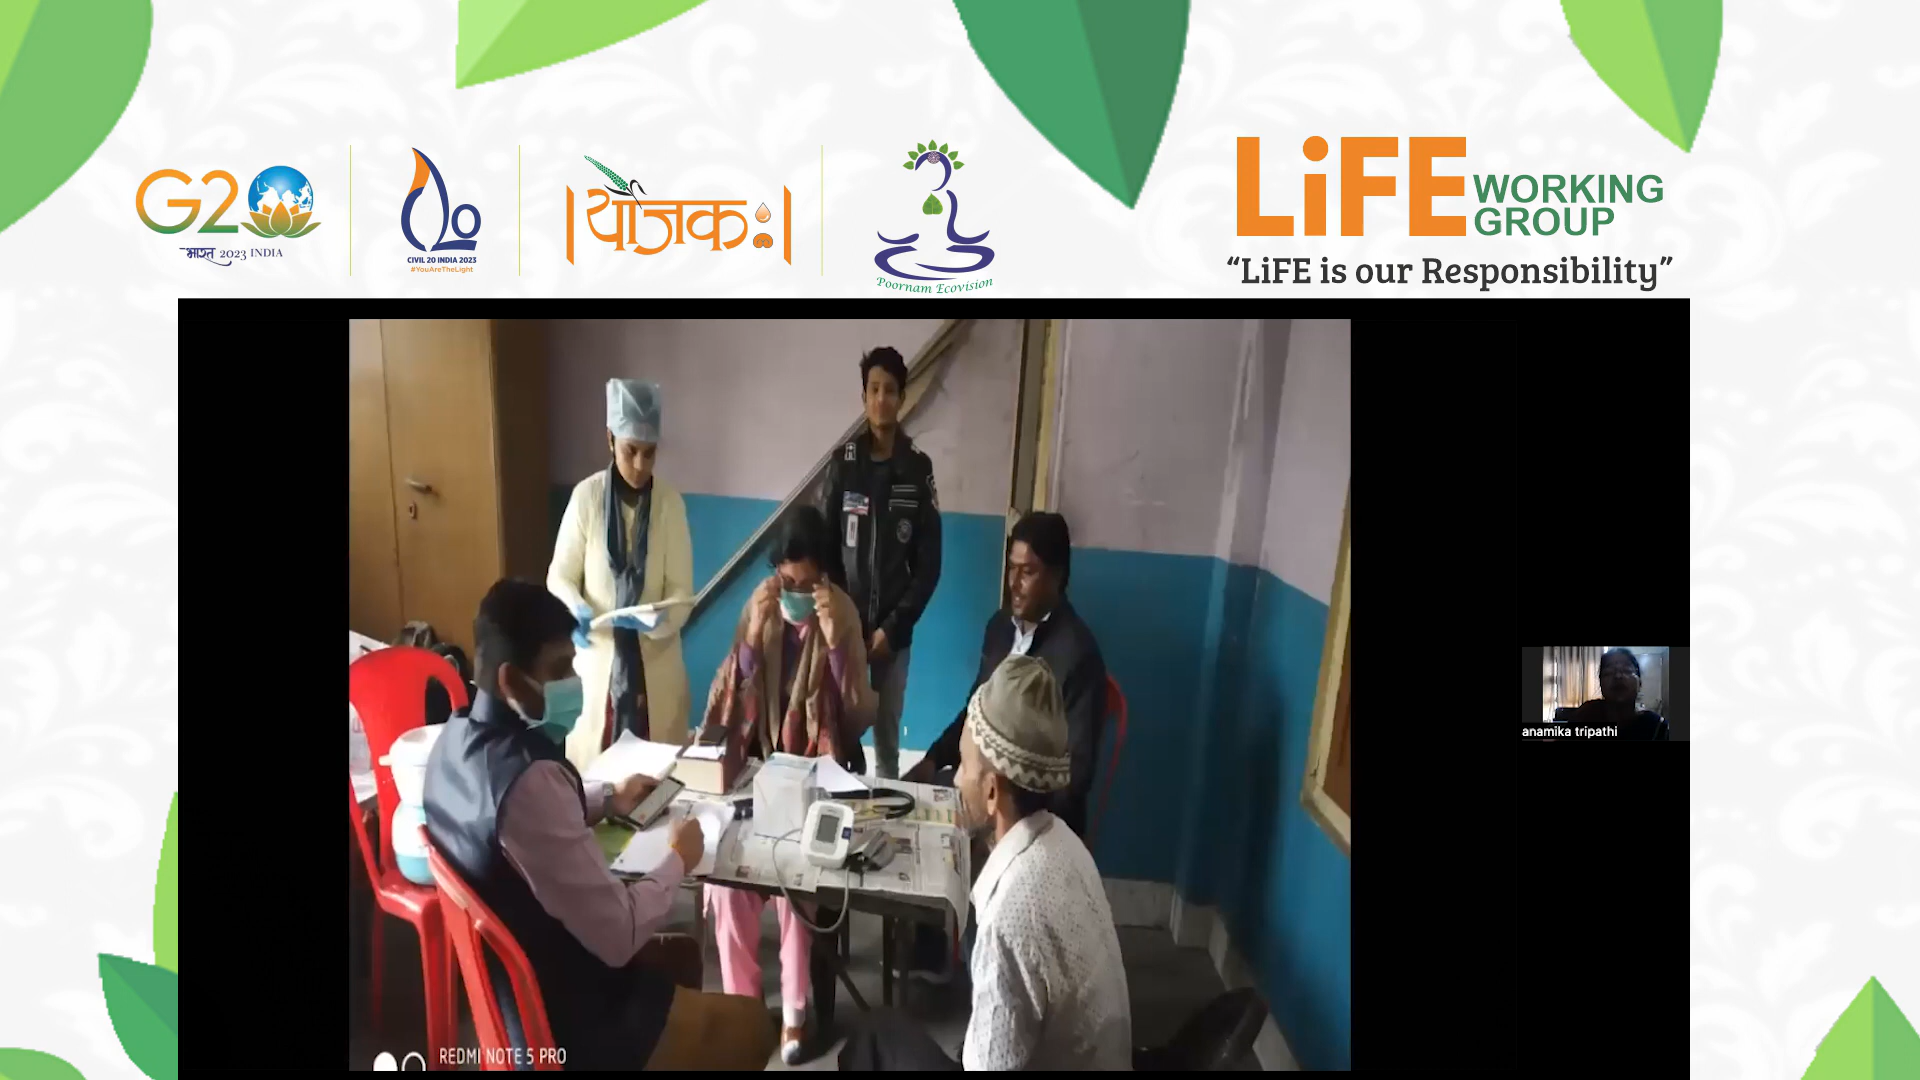 G20
भारत 2023 INDIA
CIVIL 20 INDIA 2023
#YouAreTheLight
।योजकः।
Poornam Ecovision
LiFE WORKING GROUP
“LiFE is our Responsibility”
anamika tripathi
REDMI NOTE 5 PRO